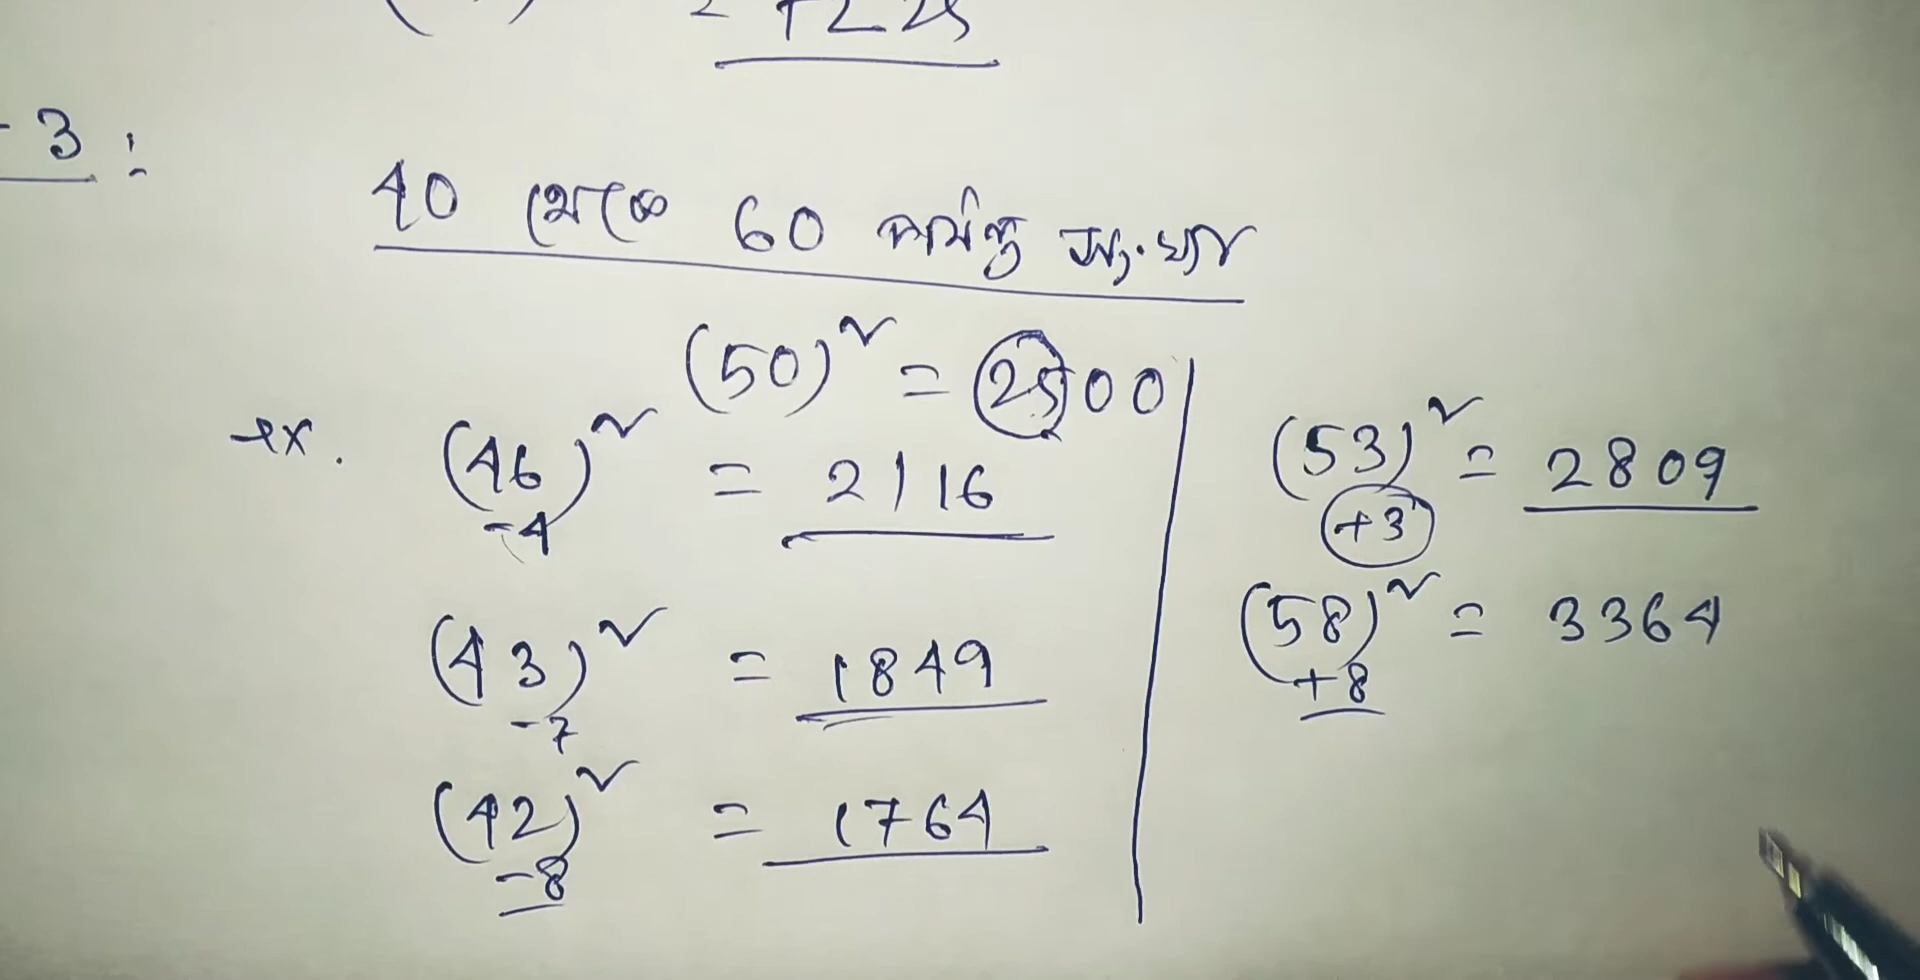 = 7225
- 3 :
40 থেকে 60 পর্যন্ত সংখ্যা
(50)² = 2500
ex. (46)² = 2116
-4
(43)² = 1849
-7
(42)² = 1764
-8
(53)² = 2809
+3
(58)² = 3364
+8